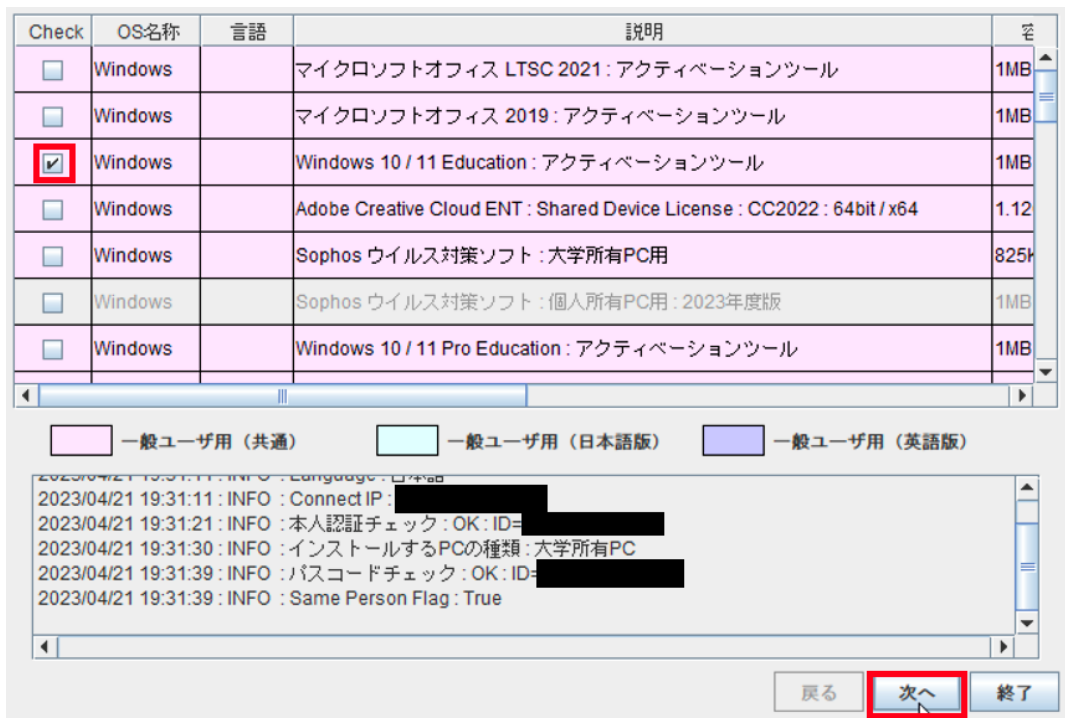 Check OS名称 言語 説明
Windows マイクロソフトオフィス LTSC 2021 : アクティベーションツール 1MB
Windows マイクロソフトオフィス 2019 : アクティベーションツール 1MB
Windows Windows 10 / 11 Education : アクティベーションツール 1MB
Windows Adobe Creative Cloud ENT : Shared Device License : CC2022 : 64bit / x64 1.12
Windows Sophos ウイルス対策ソフト : 大学所有PC用 825
Windows Sophos ウイルス対策ソフト : 個人所有PC用 : 2023年度版 1MB
Windows Windows 10 / 11 Pro Education : アクティベーションツール 1MB
一般ユーザ用（共通） 一般ユーザ用（日本語版） 一般ユーザ用（英語版）
2023/04/21 19:31:11 : INFO : Language : 日本語
2023/04/21 19:31:11 : INFO : Connect IP :
2023/04/21 19:31:21 : INFO : 本人認証チェック : OK : ID=
2023/04/21 19:31:30 : INFO : インストールするPCの種類 : 大学所有PC
2023/04/21 19:31:39 : INFO : パスコードチェック : OK : ID=
2023/04/21 19:31:39 : INFO : Same Person Flag : True
戻る 次へ 終了